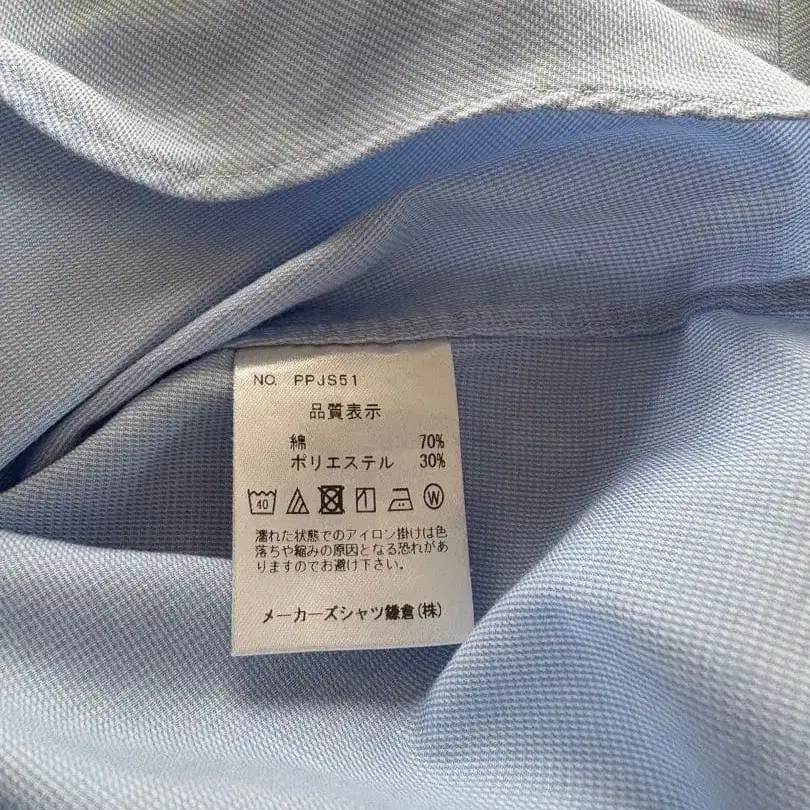 NO. PPJS51
品質表示
綿 70%
ポリエステル 30%
40 W
濡れた状態でのアイロン掛けは色
落ちや縮みの原因となる恐れがあ
りますのでお避け下さい。
メーカーズシャツ鎌倉(株)